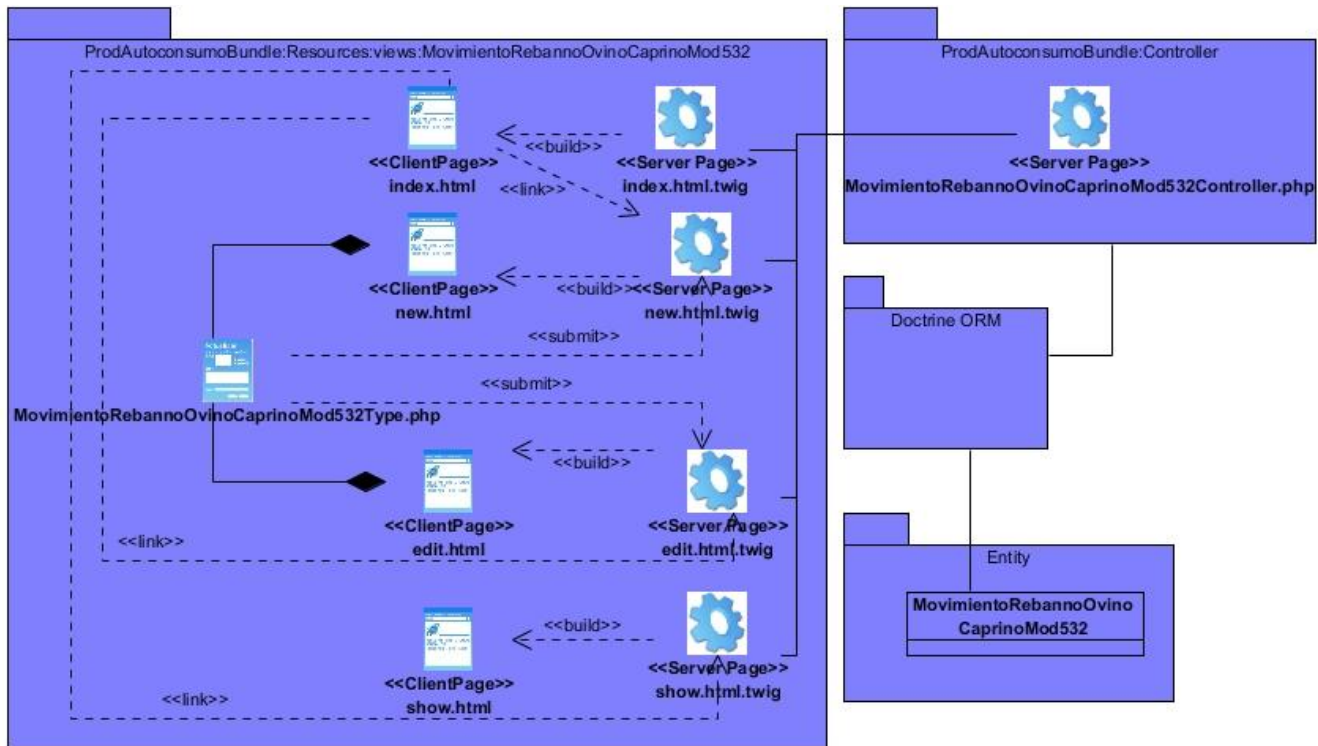 ProdAutoconsumoBundle:Resources:views:MovimientoRebannoOvinoCaprinoMod532
<<ClientPage>>
index.html
<<build>>
<<Server Page>>
index.html.twig
<<link>>
<<ClientPage>>
new.html
<<build>>
<<Server Page>>
new.html.twig
<<submit>>
<<submit>>
MovimientoRebannoOvinoCaprinoMod532Type.php
<<build>>
<<ClientPage>>
edit.html
<<Server Page>>
edit.html.twig
<<link>>
<<build>>
<<ClientPage>>
show.html
<<Server Page>>
show.html.twig
<<link>>
ProdAutoconsumoBundle:Controller
<<Server Page>>
MovimientoRebannoOvinoCaprinoMod532Controller.php
Doctrine ORM
Entity
MovimientoRebannoOvino
CaprinoMod532